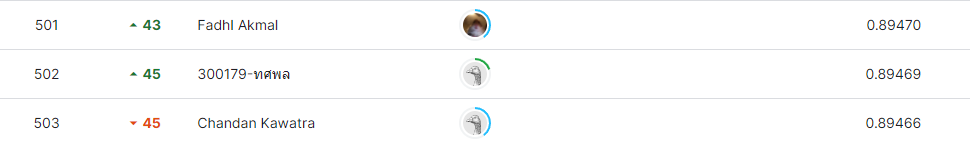 501 43 Fadhl Akmal 0.89470
502 45 300179-ทศพล 0.89469
503 45 Chandan Kawatra 0.89466